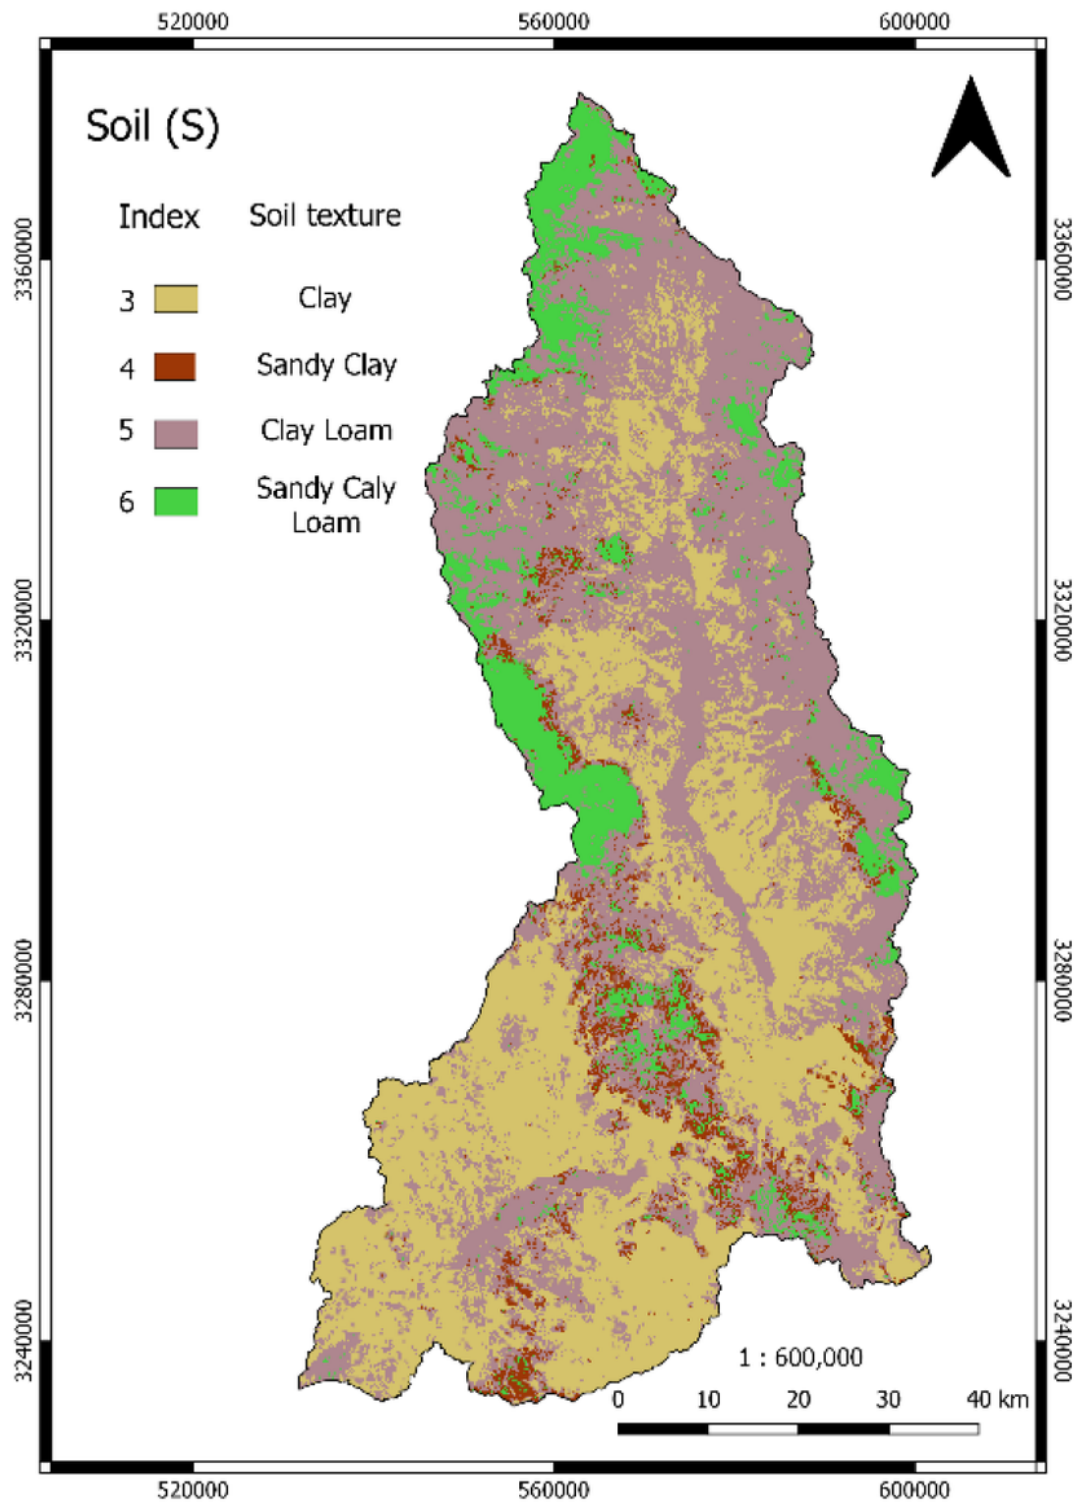 520000 560000 600000
Soil (S)
Index Soil texture
3 Clay
4 Sandy Clay
5 Clay Loam
6 Sandy Caly
Loam
3360000 3360000
3320000 3320000
3280000 3280000
3240000 3240000
1 : 600,000
0 10 20 30 40 km
520000 560000 600000